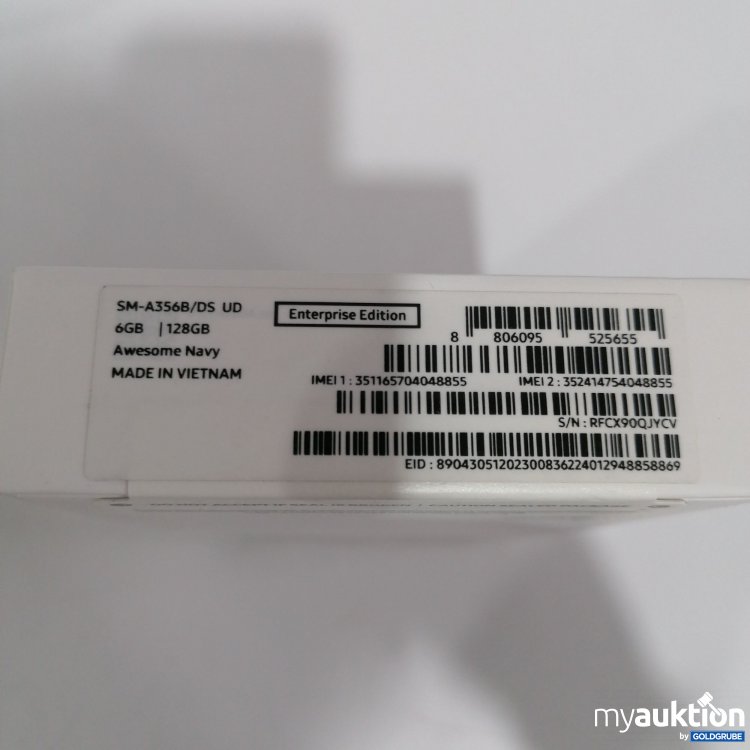 SM-A356B/DS UD
Enterprise Edition
6GB | 128GB
8 806095 525655
Awesome Navy
MADE IN VIETNAM
IMEI 1 : 351165704048855 IMEI 2 : 352414754048855
S/N : RFCX90QJYCV
EID : 89043051202300836224012948858869
myauktion
by GOLDGRUBE